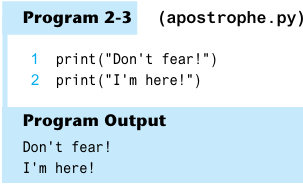 Program 2-3 (apostrophe.py)
1 print("Don't fear!")
2 print("I'm here!")
Program Output
Don't fear!
I'm here!